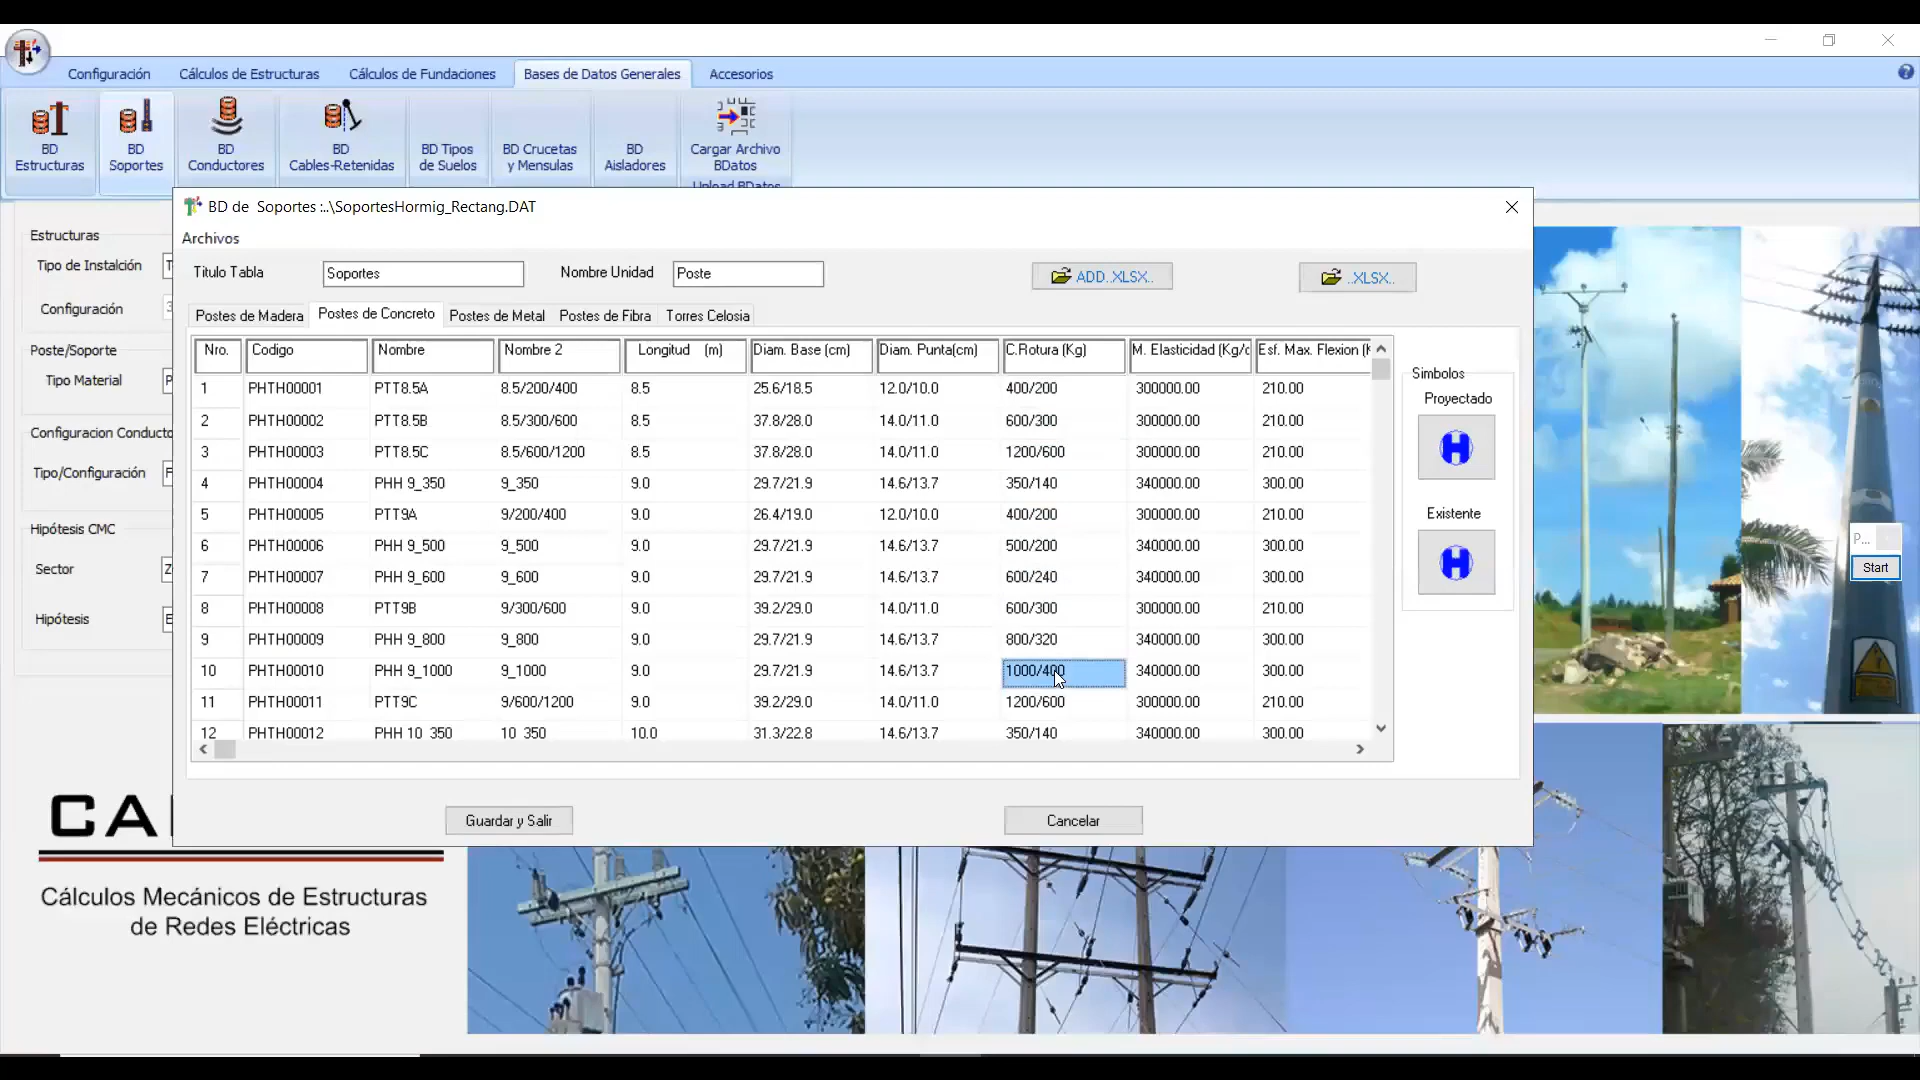 Configuración Cálculos de Estructuras Cálculos de Fundaciones Bases de Datos Generales Accesorios
BD Estructuras
BD Soportes
BD Conductores
BD Cables-Retenidas
BD Tipos de Suelos
BD Crucetas y Mensulas
BD Aisladores
Cargar Archivo BDatos
Upload BDatos
BD de Soportes :..\SoportesHormig_Rectang.DAT
Archivos
Titulo Tabla Soportes Nombre Unidad Poste ADD..XLSX.. ..XLSX..
Postes de Madera Postes de Concreto Postes de Metal Postes de Fibra Torres Celosia
Nro. Codigo Nombre Nombre 2 Longitud (m) Diam. Base (cm) Diam. Punta(cm) C.Rotura (Kg) M. Elasticidad (Kg/c Esf. Max. Flexion (K
1 PHTH00001 PTT8.5A 8.5/200/400 8.5 25.6/18.5 12.0/10.0 400/200 300000.00 210.00
2 PHTH00002 PTT8.5B 8.5/300/600 8.5 37.8/28.0 14.0/11.0 600/300 300000.00 210.00
3 PHTH00003 PTT8.5C 8.5/600/1200 8.5 37.8/28.0 14.0/11.0 1200/600 300000.00 210.00
4 PHTH00004 PHH 9_350 9_350 9.0 29.7/21.9 14.6/13.7 350/140 340000.00 300.00
5 PHTH00005 PTT9A 9/200/400 9.0 26.4/19.0 12.0/10.0 400/200 300000.00 210.00
6 PHTH00006 PHH 9_500 9_500 9.0 29.7/21.9 14.6/13.7 500/200 340000.00 300.00
7 PHTH00007 PHH 9_600 9_600 9.0 29.7/21.9 14.6/13.7 600/240 340000.00 300.00
8 PHTH00008 PTT9B 9/300/600 9.0 39.2/29.0 14.0/11.0 600/300 300000.00 210.00
9 PHTH00009 PHH 9_800 9_800 9.0 29.7/21.9 14.6/13.7 800/320 340000.00 300.00
10 PHTH00010 PHH 9_1000 9_1000 9.0 29.7/21.9 14.6/13.7 1000/400 340000.00 300.00
11 PHTH00011 PTT9C 9/600/1200 9.0 39.2/29.0 14.0/11.0 1200/600 300000.00 210.00
12 PHTH00012 PHH 10_350 10_350 10.0 31.3/22.8 14.6/13.7 350/140 340000.00 300.00
Simbolos
Proyectado
H
Existente
H
Guardar y Salir Cancelar
Estructuras
Tipo de Instalción T
Configuración 3
Poste/Soporte
Tipo Material P
Configuracion Conducto
Tipo/Configuración F
Hipótesis CMC
Sector Z
Hipótesis E
P...
Start
CA
Cálculos Mecánicos de Estructuras
de Redes Eléctricas